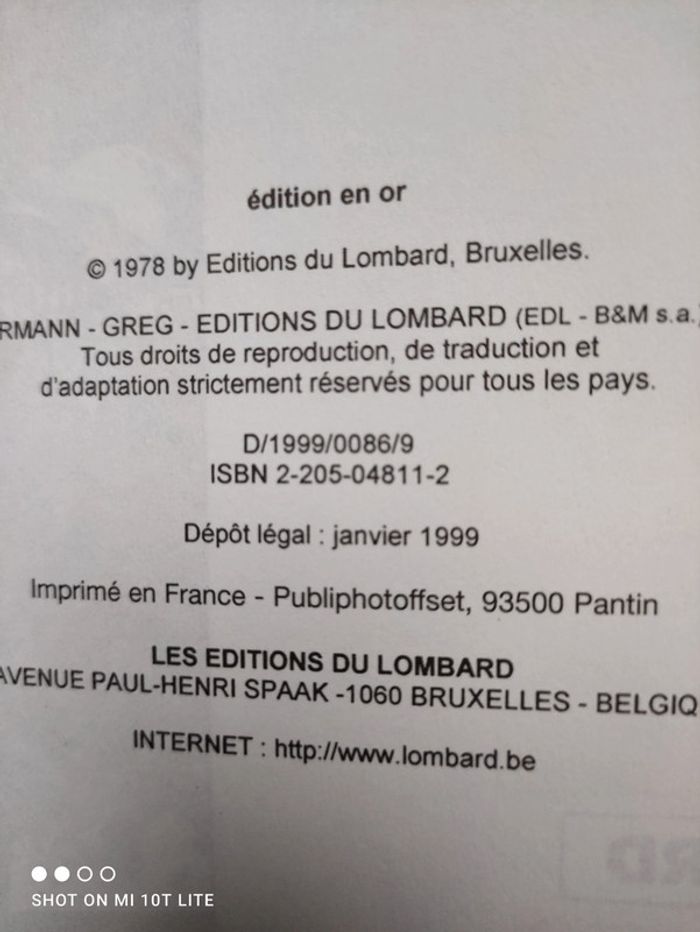 édition en or
© 1978 by Editions du Lombard, Bruxelles.
RMANN - GREG - EDITIONS DU LOMBARD (EDL - B&M s.a.
Tous droits de reproduction, de traduction et
d'adaptation strictement réservés pour tous les pays.
D/1999/0086/9
ISBN 2-205-04811-2
Dépôt légal : janvier 1999
Imprimé en France - Publiphotoffset, 93500 Pantin
LES EDITIONS DU LOMBARD
AVENUE PAUL-HENRI SPAAK -1060 BRUXELLES - BELGIQ
INTERNET : http://www.lombard.be
SHOT ON MI 10T LITE